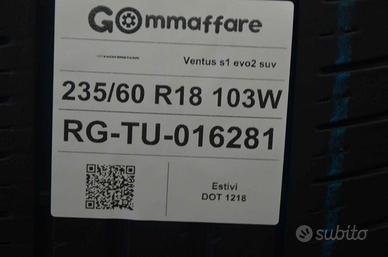 GOmmaffare
Ventus s1 evo2 suv
235/60 R18 103W
RG-TU-016281
Estivi
DOT 1218
subito